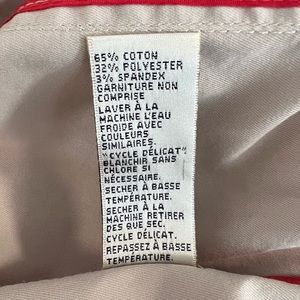 65% COTON
32% POLYESTER
3% SPANDEX
GARNITURE NON
COMPRISE
LAVER À LA
MACHINE L'EAU
FROIDE AVEC
COULEURS
SIMILAIRES.
"CYCLE DÉLICAT"
BLANCHIR SANS
CHLORE SI
NÉCESSAIRE.
SECHER À BASSE
TEMPÉRATURE.
SECHER À LA
MACHINE RETIRER
DES QUE SEC.
CYCLE DÉLICAT.
REPASSEZ À BASSE
TEMPÉRATURE.